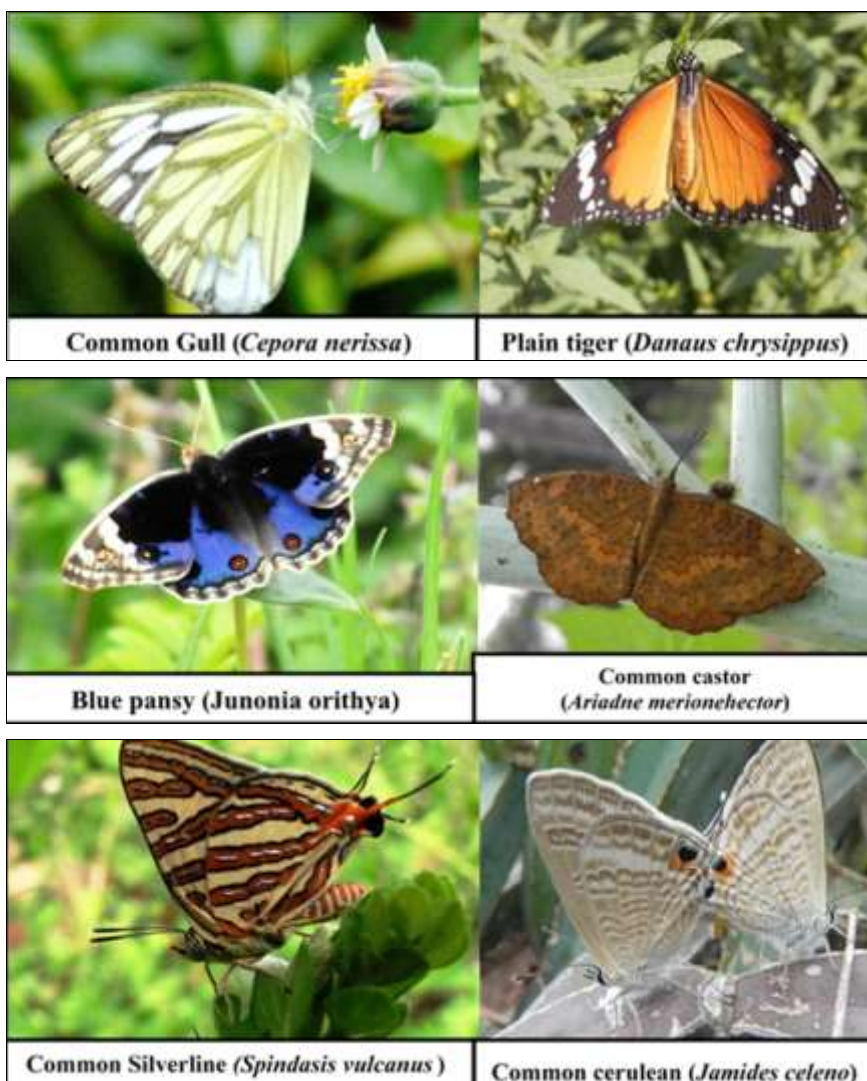 Common Gull (Cepora nerissa)
Plain tiger (Danaus chrysippus)
Blue pansy (Junonia orithya)
Common castor
(Ariadne merionehector)
Common Silverline (Spindasis vulcanus )
Common cerulean (Jamides celeno)